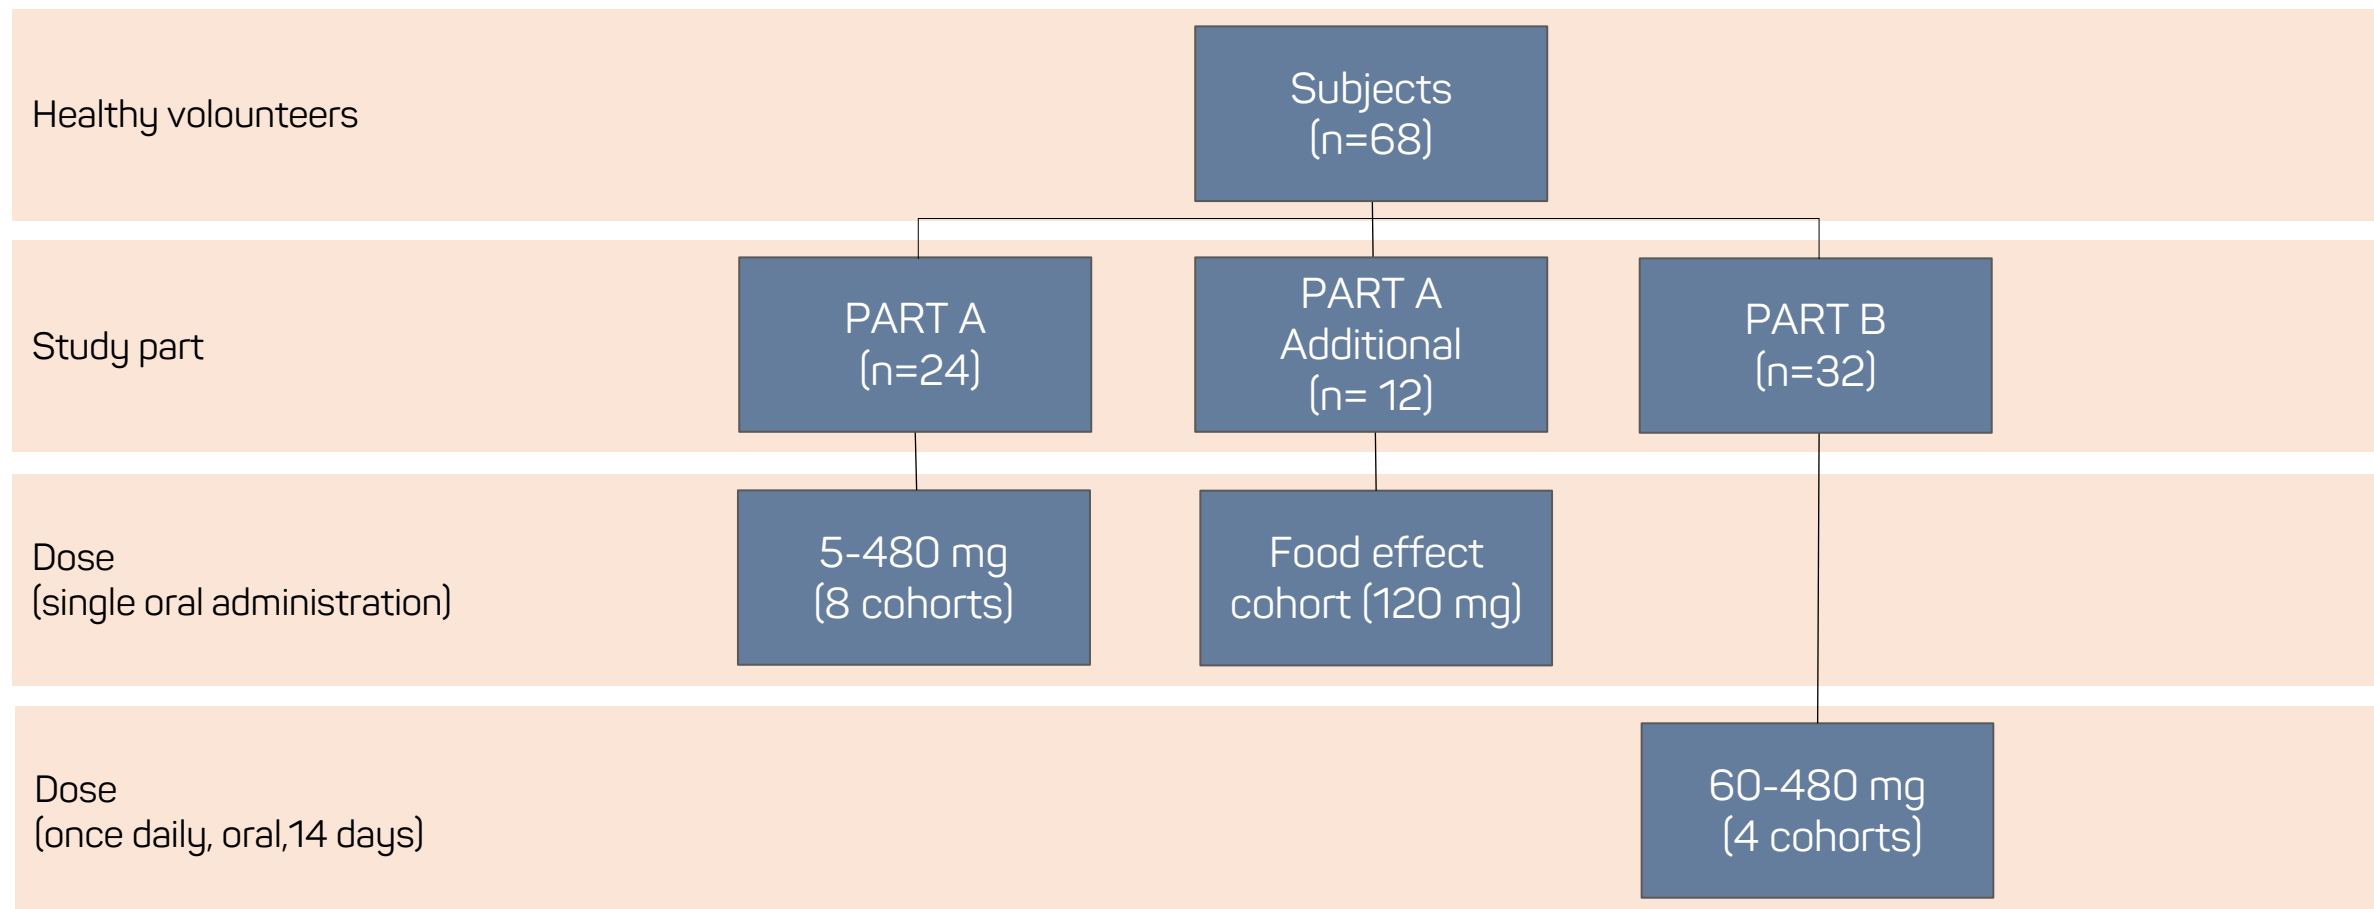 Healthy volounteers
Subjects
(n=68)
Study part
PART A
(n=24)
PART A
Additional
(n= 12)
PART B
(n=32)
Dose
(single oral administration)
5-480 mg
(8 cohorts)
Food effect
cohort (120 mg)
Dose
(once daily, oral,14 days)
60-480 mg
(4 cohorts)